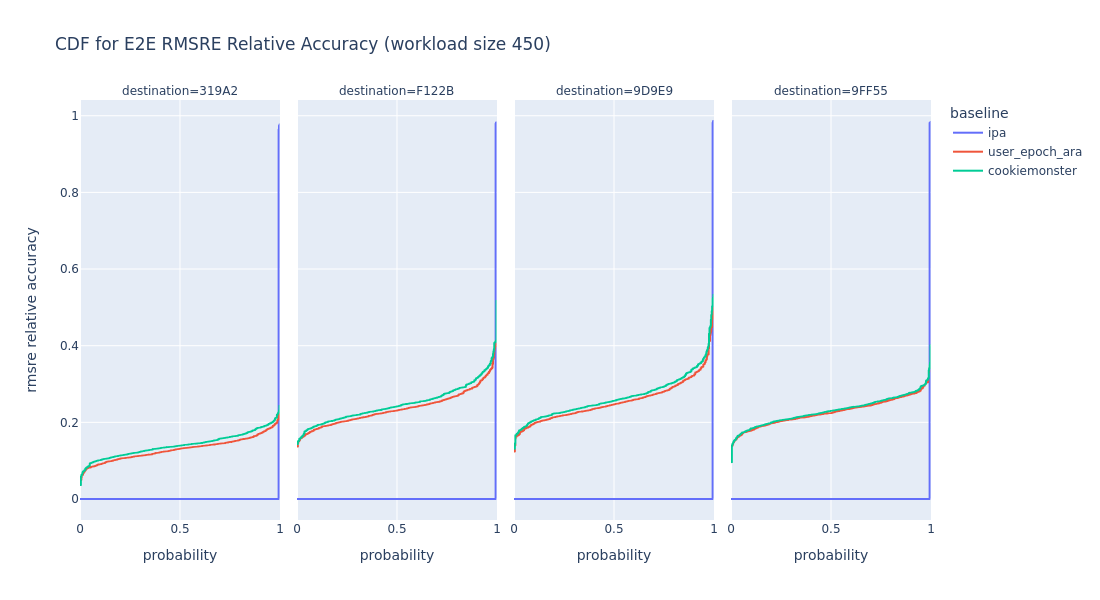 CDF for E2E RMSRE Relative Accuracy (workload size 450)
destination=319A2
destination=F122B
destination=9D9E9
destination=9FF55
baseline
ipa
user_epoch_ara
cookiemonster
rmsre relative accuracy
1
0.8
0.6
0.4
0.2
0
0 0.5 1
0 0.5 1
0 0.5 1
0 0.5 1
probability
probability
probability
probability